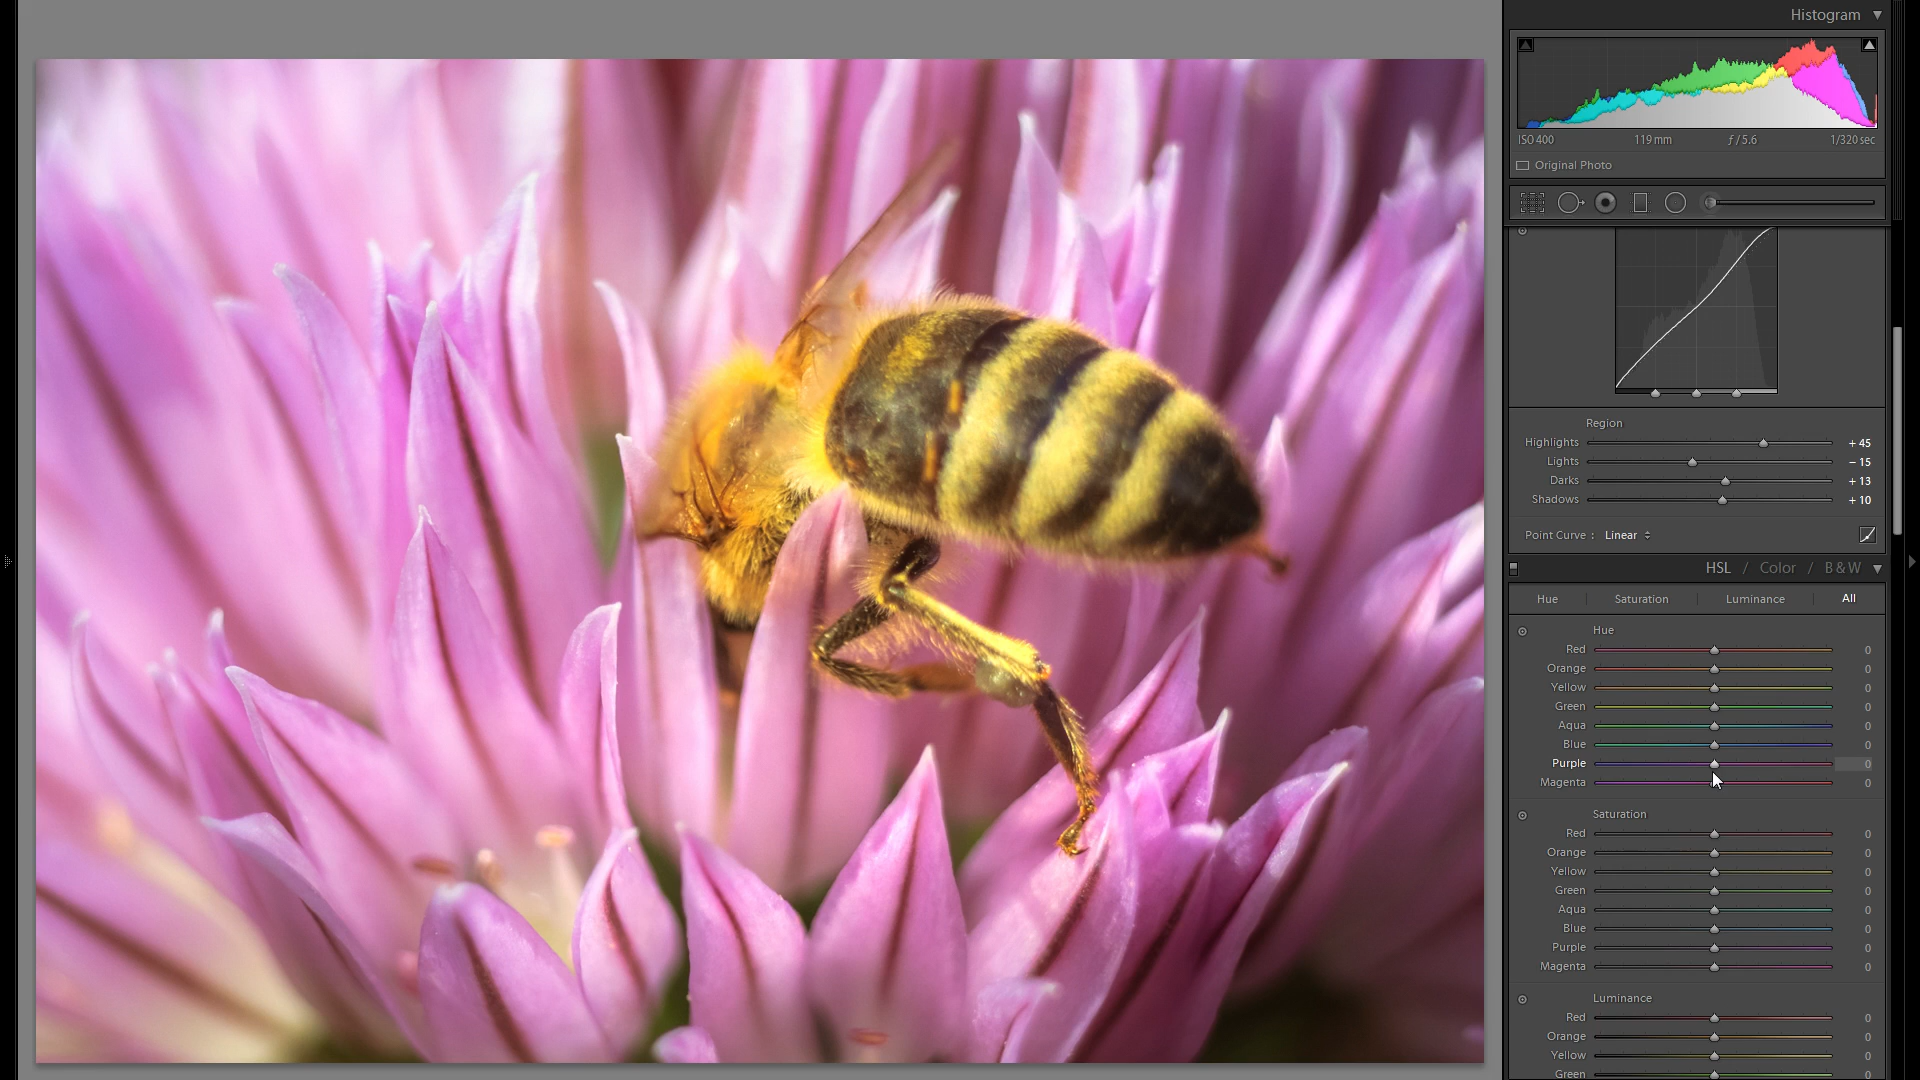 Histogram
ISO 400 119 mm ƒ / 5.6 1/320 sec
Original Photo
Region
Highlights + 45
Lights − 15
Darks + 13
Shadows + 10
Point Curve : Linear
HSL / Color / B & W
Hue Saturation Luminance All
Hue
Red 0
Orange 0
Yellow 0
Green 0
Aqua 0
Blue 0
Purple 0
Magenta 0
Saturation
Red 0
Orange 0
Yellow 0
Green 0
Aqua 0
Blue 0
Purple 0
Magenta 0
Luminance
Red 0
Orange 0
Yellow 0
Green 0